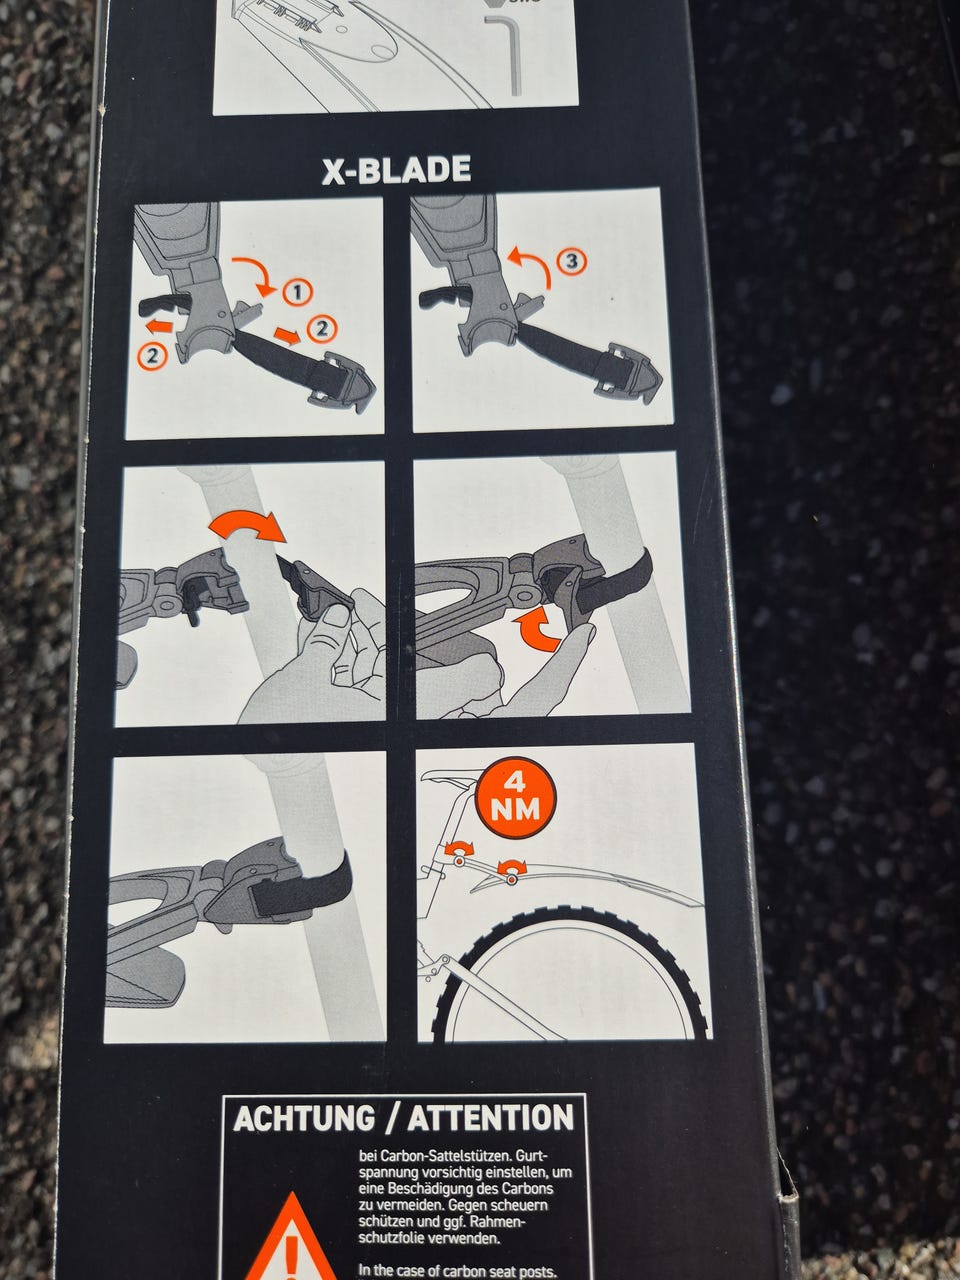 X-BLADE
1
2
2
3
4
NM
ACHTUNG / ATTENTION
bei Carbon-Sattelstützen. Gurt-
spannung vorsichtig einstellen, um
eine Beschädigung des Carbons
zu vermeiden. Gegen scheuern
schützen und ggf. Rahmen-
schutzfolie verwenden.
In the case of carbon seat posts.